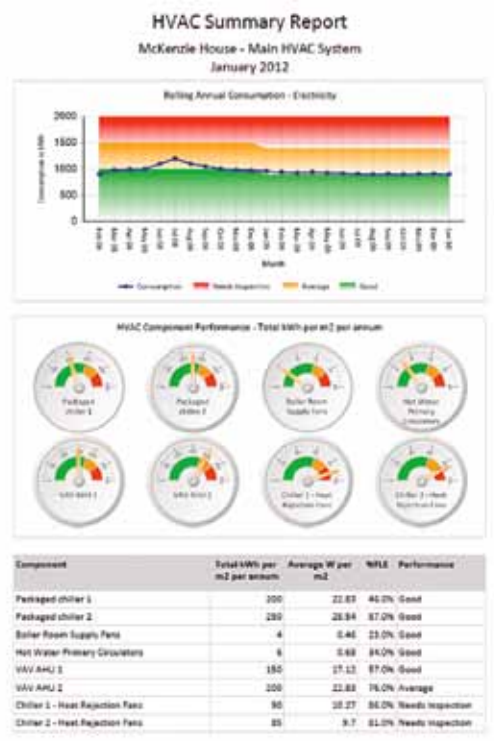 HVAC Summary Report
McKenzie House - Main HVAC System
January 2012
Rolling Annual Consumption - Electricity
Consumption in kWh
2000
1500
1000
500
0
Month
Consumption Needs Inspection Average Good
HVAC Component Performance - Total kWh per m2 per annum
Packaged chiller 1
Packaged chiller 2
Boiler Room Supply Fans
Hot Water Primary Circulators
VAV AHU 1
VAV AHU 2
Chiller 1 - Heat Rejection Fans
Chiller 2 - Heat Rejection Fans
Component Total kWh per m2 per annum Average W per m2 %FLE Performance
Packaged chiller 1 200 22.83 46.0% Good
Packaged chiller 2 250 28.54 67.0% Good
Boiler Room Supply Fans 4 0.46 23.0% Good
Hot Water Primary Circulators 6 0.68 34.0% Good
VAV AHU 1 150 17.12 57.0% Good
VAV AHU 2 200 22.83 76.0% Average
Chiller 1 - Heat Rejection Fans 90 10.27 86.0% Needs Inspection
Chiller 2 - Heat Rejection Fans 85 9.7 81.0% Needs Inspection